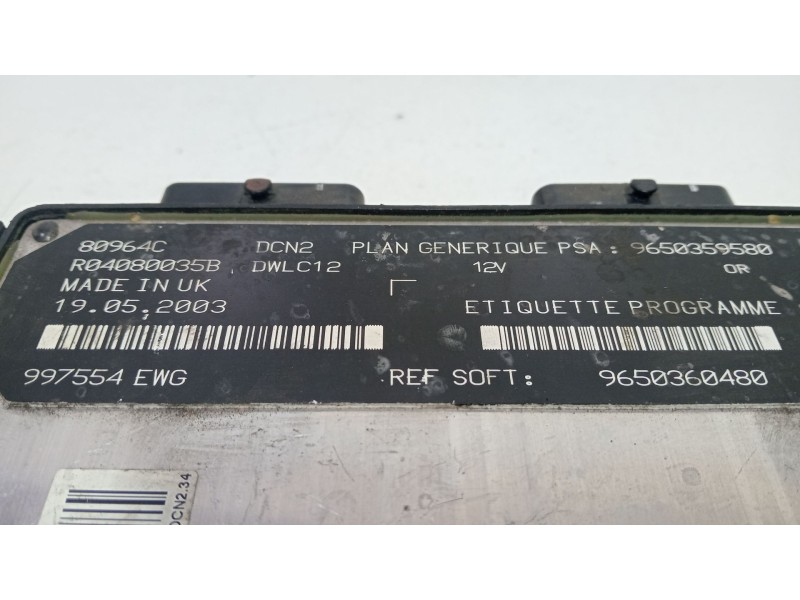 80964C DCN2 PLAN GENERIQUE PSA : 9650359580
R04080035B DWLC12 12V OR
MADE IN UK
19.05.2003 ETIQUETTE PROGRAMME
997554 EWG REF SOFT: 9650360480
DCN2.34